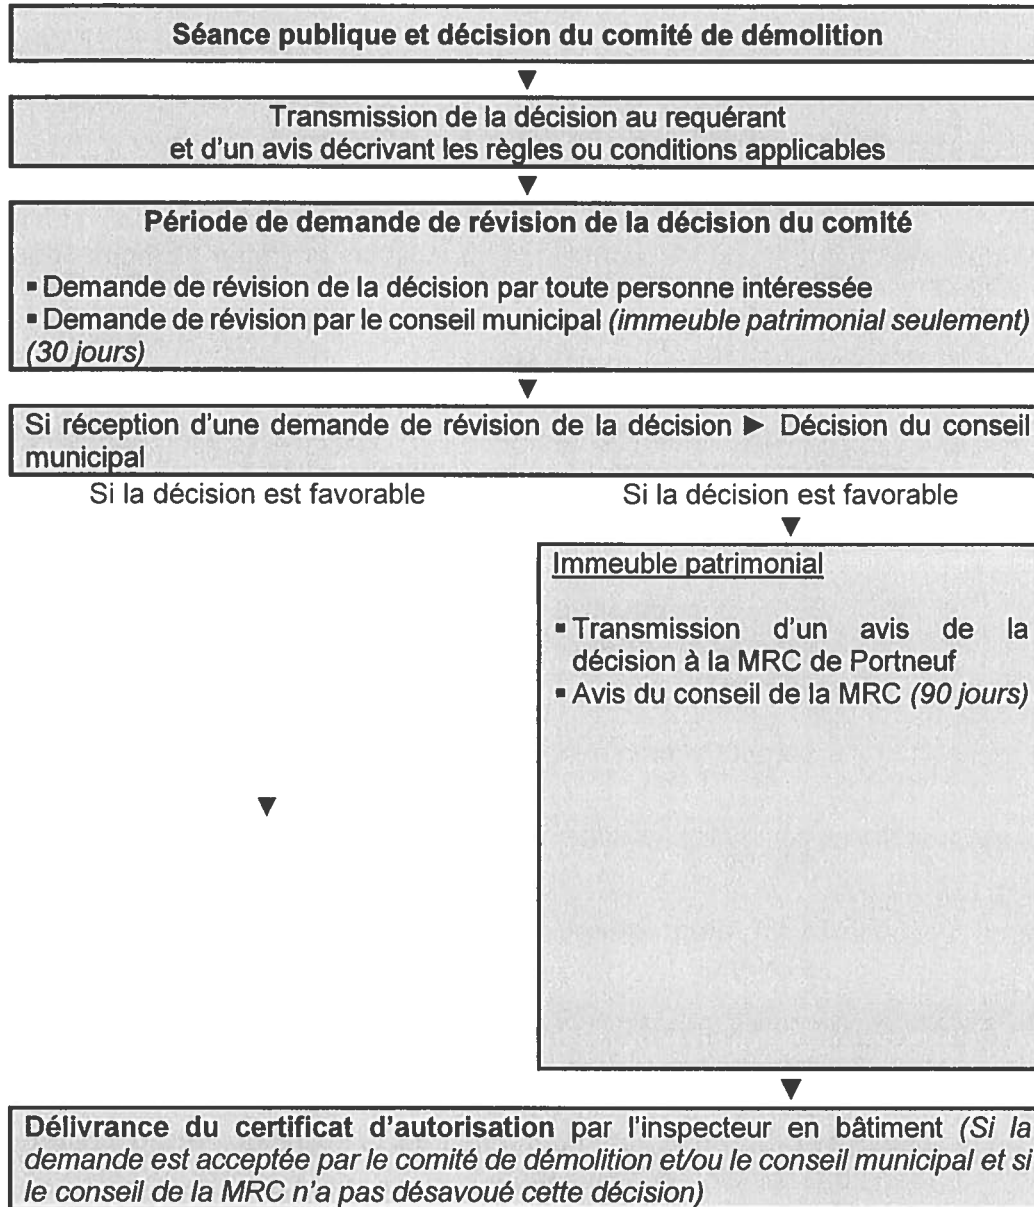 Séance publique et décision du comité de démolition
▼
Transmission de la décision au requérant
et d'un avis décrivant les règles ou conditions applicables
▼
Période de demande de révision de la décision du comité
▪ Demande de révision de la décision par toute personne intéressée
▪ Demande de révision par le conseil municipal (immeuble patrimonial seulement)
(30 jours)
▼
Si réception d'une demande de révision de la décision ► Décision du conseil
municipal
Si la décision est favorable
Si la décision est favorable
▼
Immeuble patrimonial
▪ Transmission d'un avis de la
décision à la MRC de Portneuf
▪ Avis du conseil de la MRC (90 jours)
▼
▼
Délivrance du certificat d'autorisation par l'inspecteur en bâtiment (Si la
demande est acceptée par le comité de démolition et/ou le conseil municipal et si
le conseil de la MRC n'a pas désavoué cette décision)